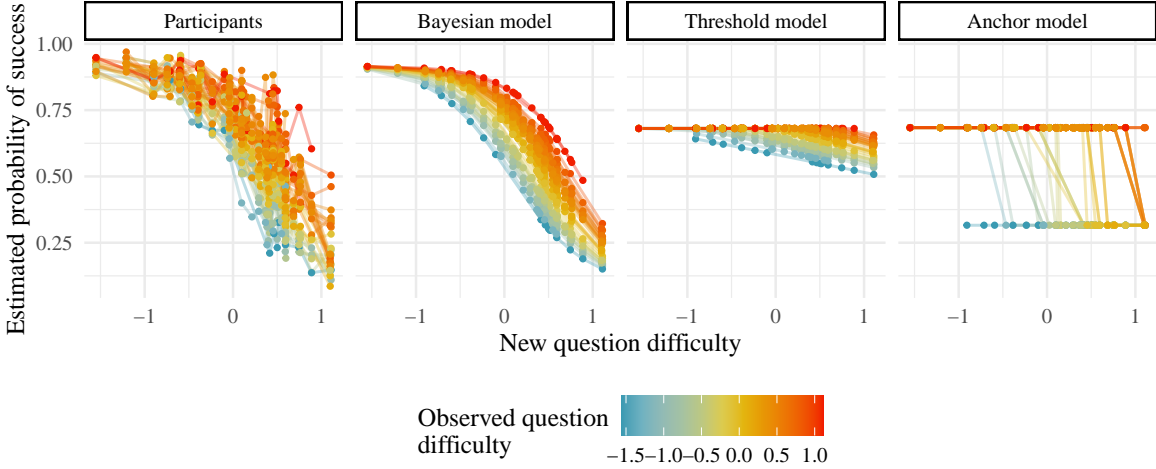 Participants
Bayesian model
Threshold model
Anchor model
Estimated probability of success
1.00
0.75
0.50
0.25
−1 0 1
−1 0 1
−1 0 1
−1 0 1
New question difficulty
Observed question
difficulty
−1.5 −1.0 −0.5 0.0 0.5 1.0